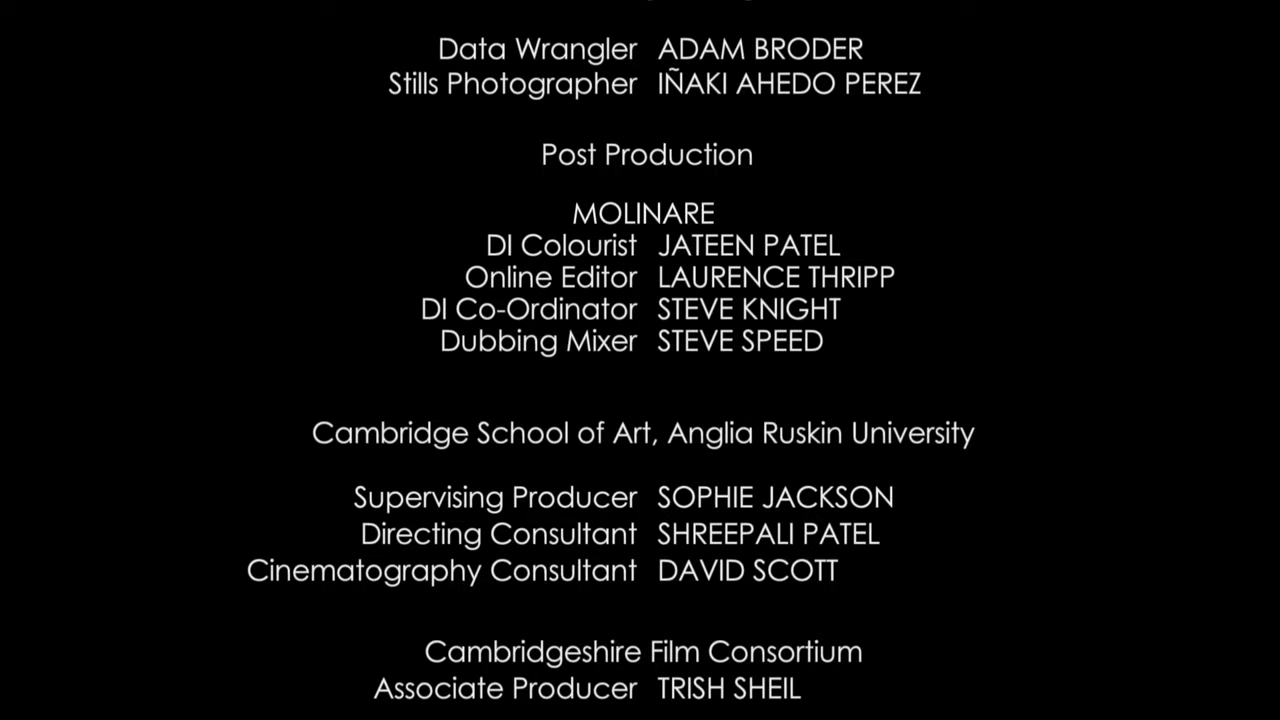 Data Wrangler ADAM BRODER
Stills Photographer IÑAKI AHEDO PEREZ
Post Production
MOLINARE
DI Colourist JATEEN PATEL
Online Editor LAURENCE THRIPP
DI Co-Ordinator STEVE KNIGHT
Dubbing Mixer STEVE SPEED
Cambridge School of Art, Anglia Ruskin University
Supervising Producer SOPHIE JACKSON
Directing Consultant SHREEPALI PATEL
Cinematography Consultant DAVID SCOTT
Cambridgeshire Film Consortium
Associate Producer TRISH SHEIL